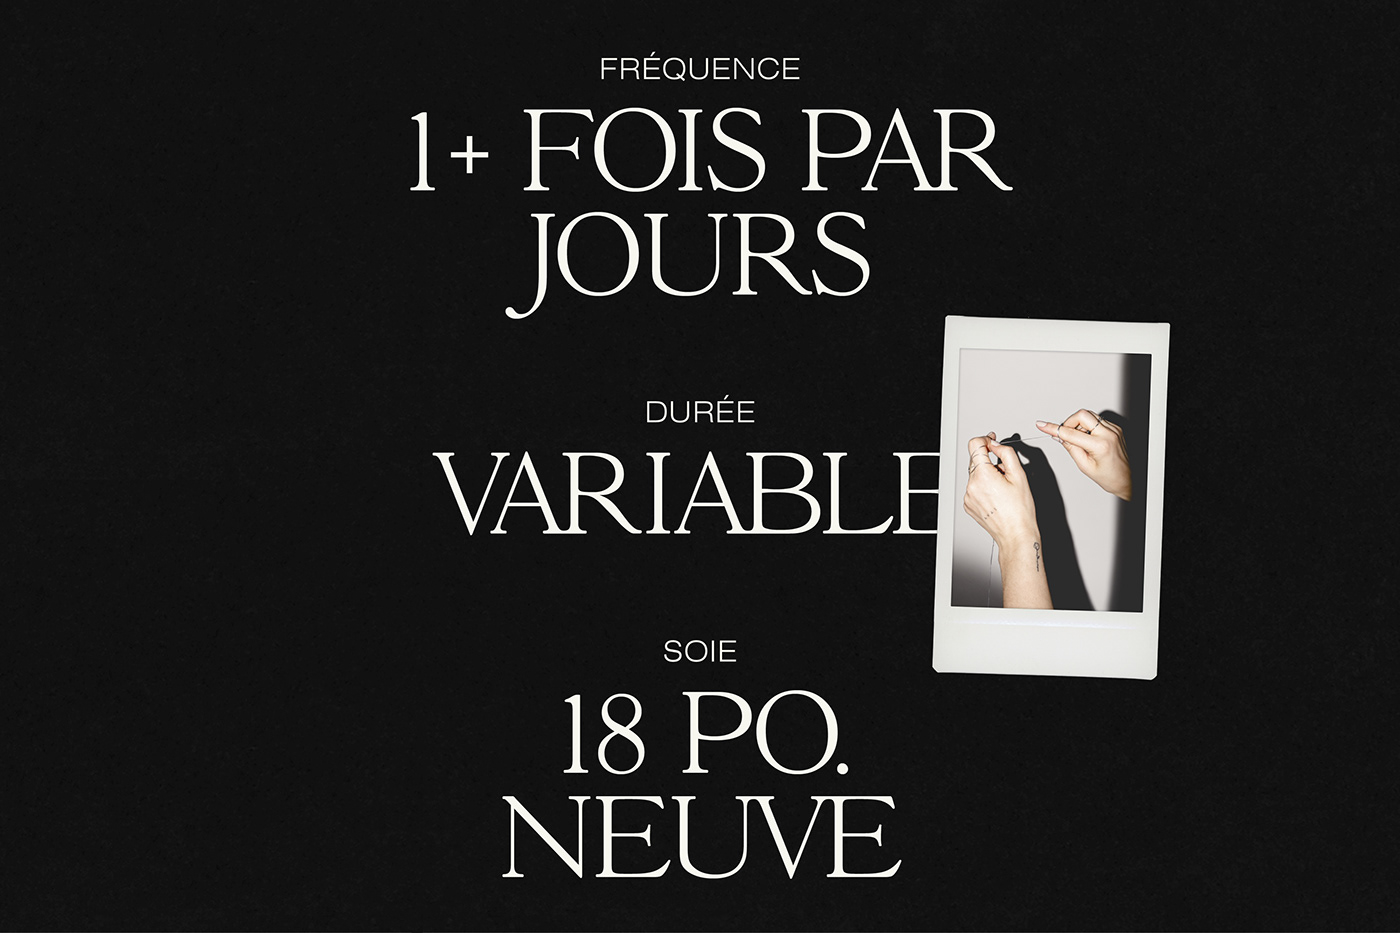 FRÉQUENCE
1+ FOIS PAR
JOURS
DURÉE
VARIABLE
SOIE
18 PO.
NEUVE